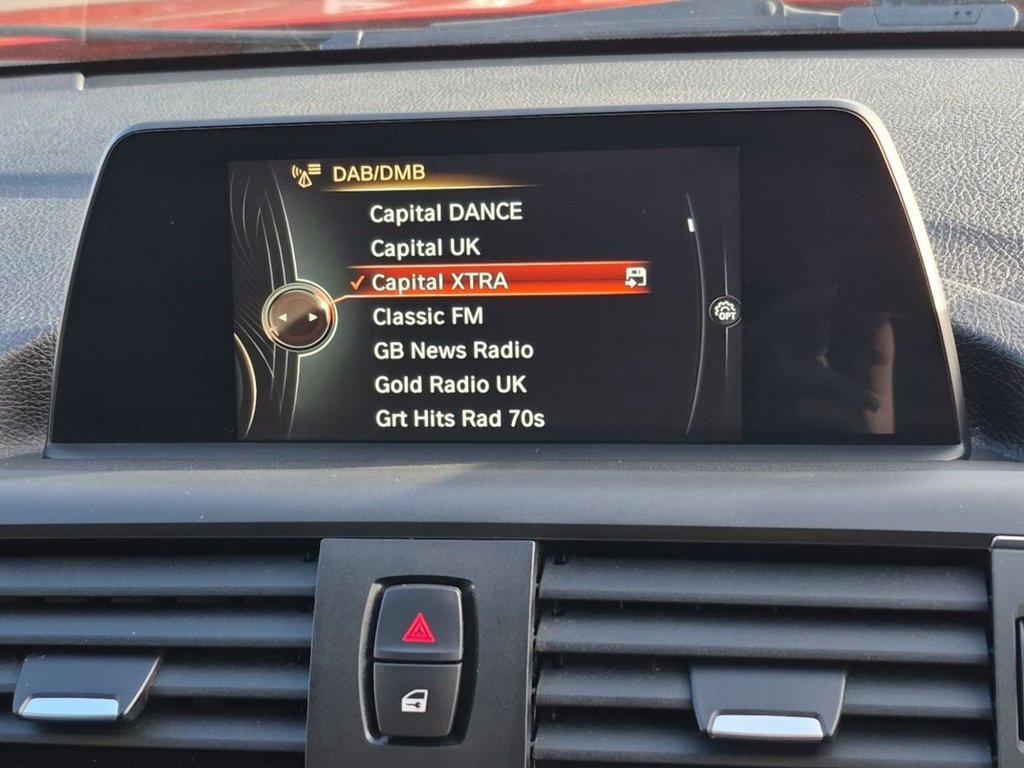 DAB/DMB
Capital DANCE
Capital UK
Capital XTRA
Classic FM
OPT
GB News Radio
Gold Radio UK
Grt Hits Rad 70s